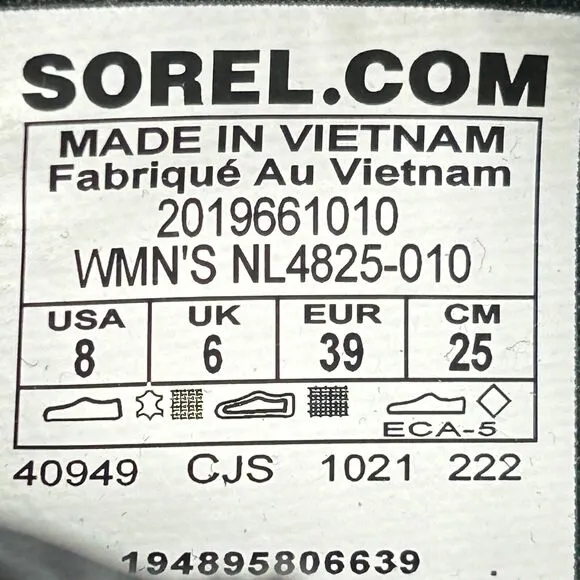 SOREL.COM
MADE IN VIETNAM
Fabriqué Au Vietnam
2019661010
WMN'S NL4825-010
USA UK EUR CM
8 6 39 25
ECA-5
40949 CJS 1021 222
194895806639